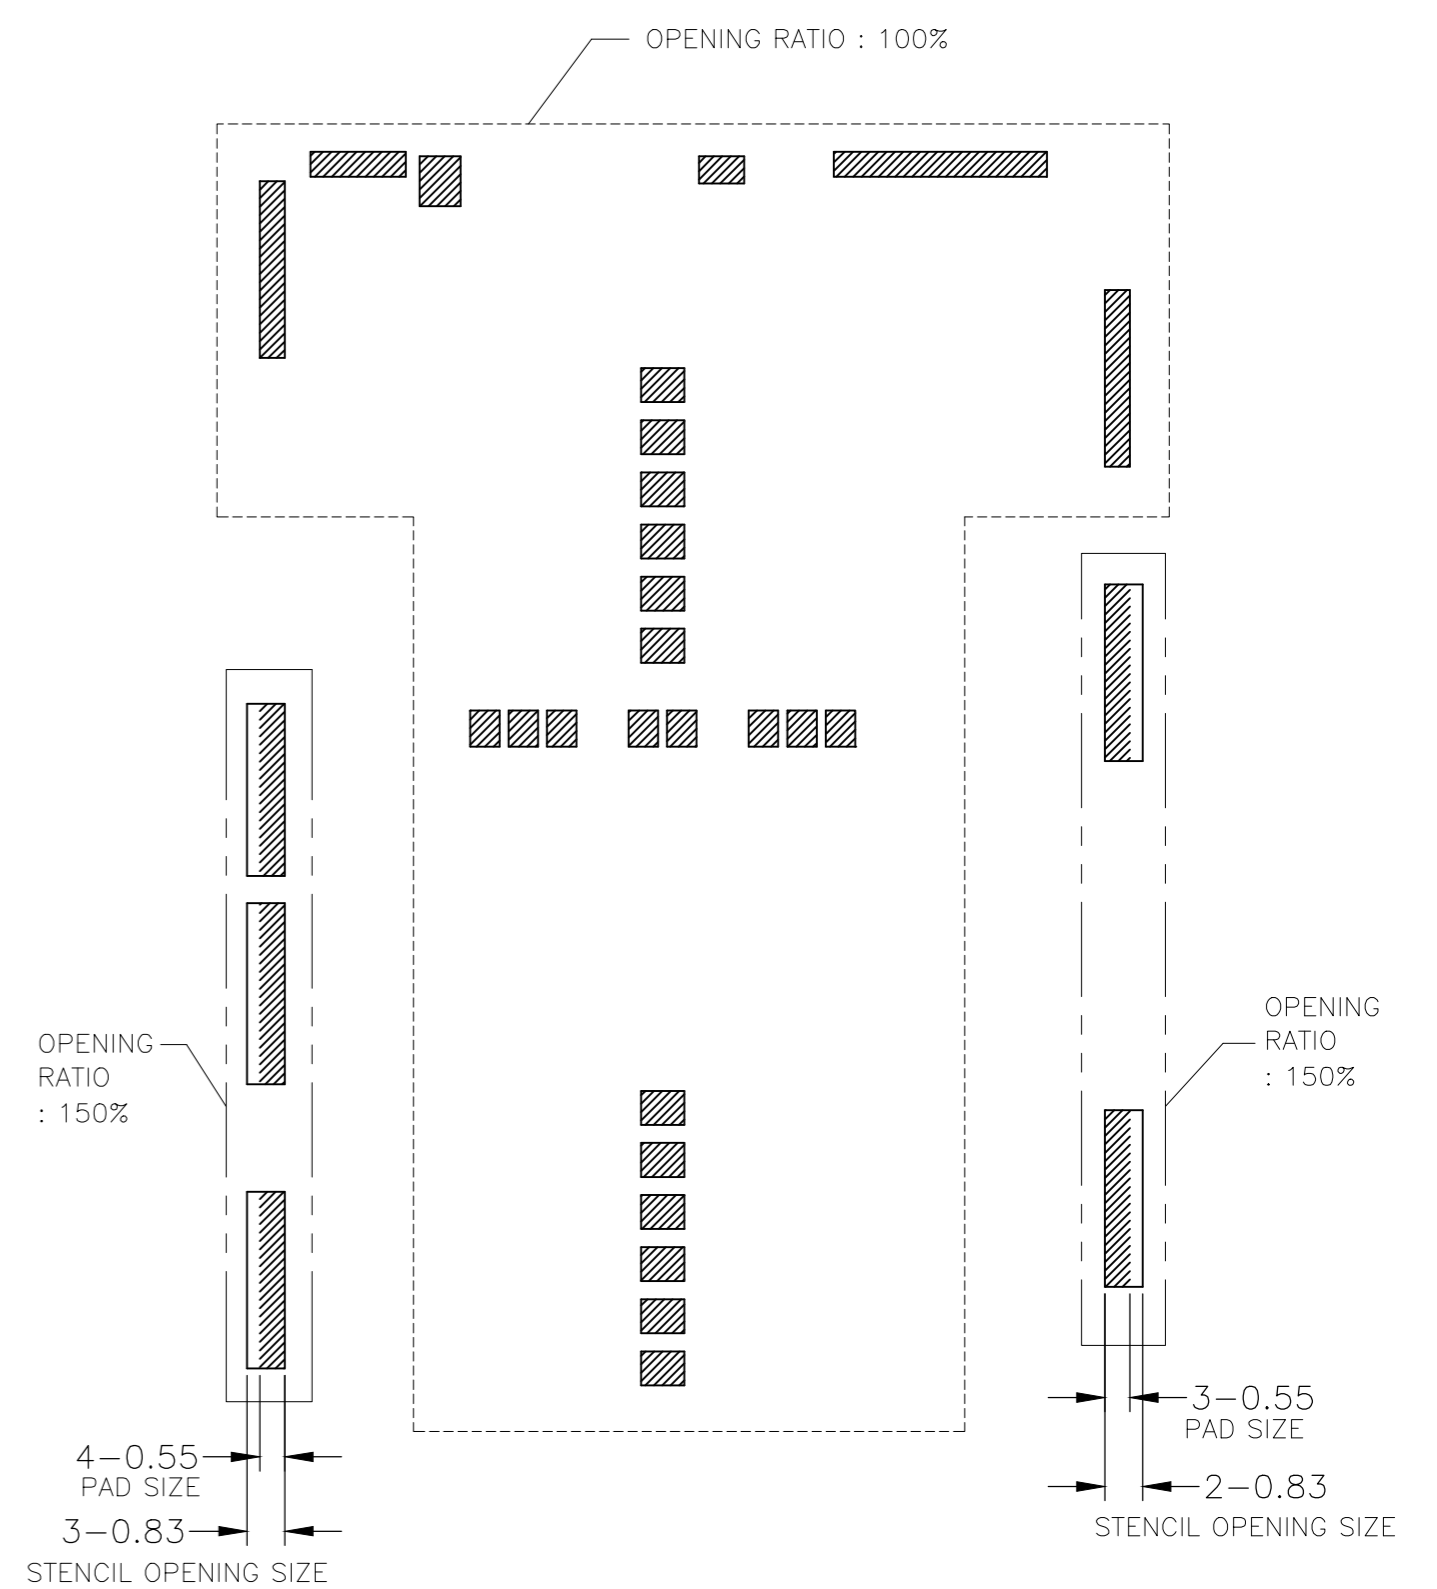 OPENING RATIO : 100%
OPENING
RATIO
: 150%
OPENING
RATIO
: 150%
3-0.55
PAD SIZE
2-0.83
STENCIL OPENING SIZE
4-0.55
PAD SIZE
3-0.83
STENCIL OPENING SIZE